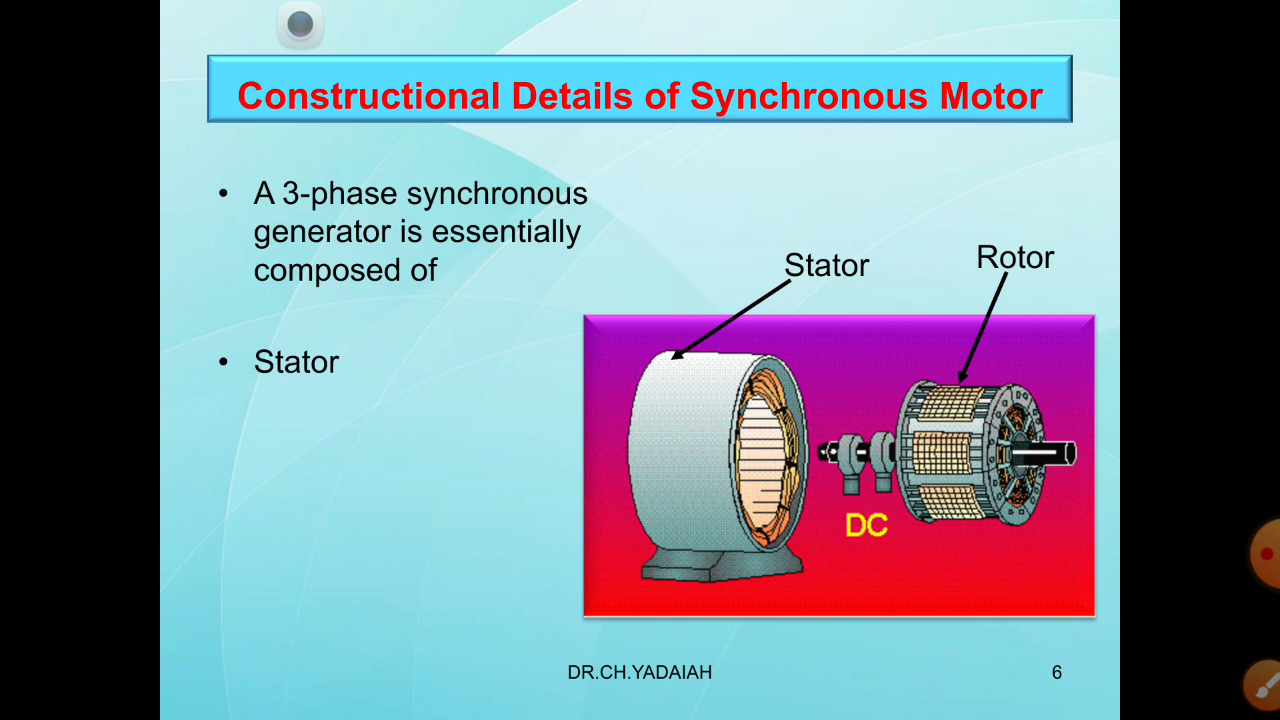 Constructional Details of Synchronous Motor
• A 3-phase synchronous
generator is essentially
composed of
• Stator
Stator
Rotor
DC
DR.CH.YADAIAH
6